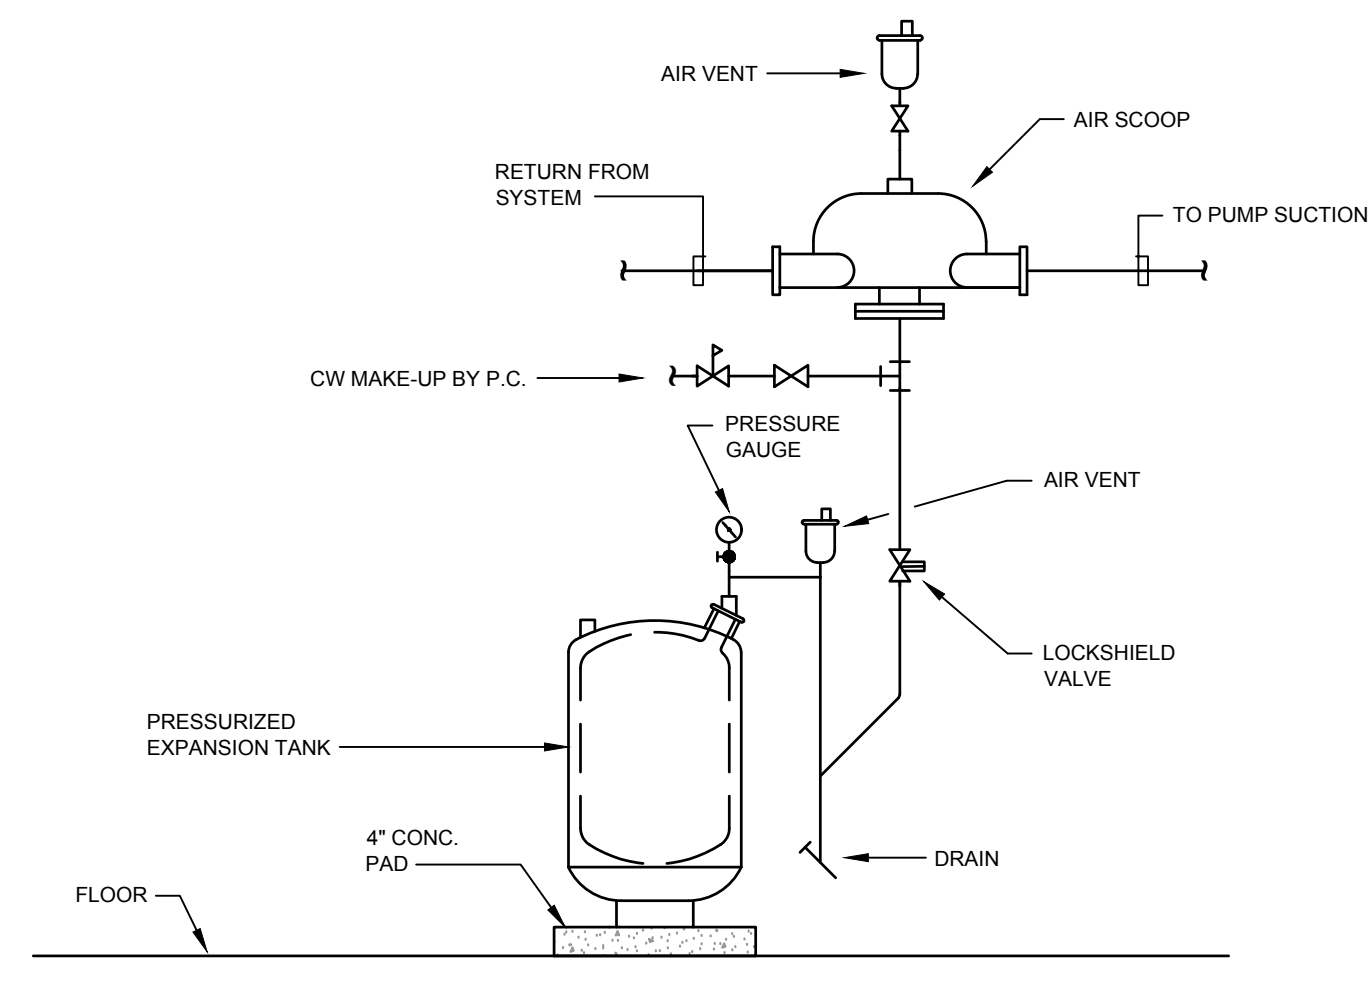 AIR VENT
AIR SCOOP
RETURN FROM
SYSTEM
TO PUMP SUCTION
CW MAKE-UP BY P.C.
PRESSURE
GAUGE
AIR VENT
LOCKSHIELD
VALVE
PRESSURIZED
EXPANSION TANK
4" CONC.
PAD
DRAIN
FLOOR